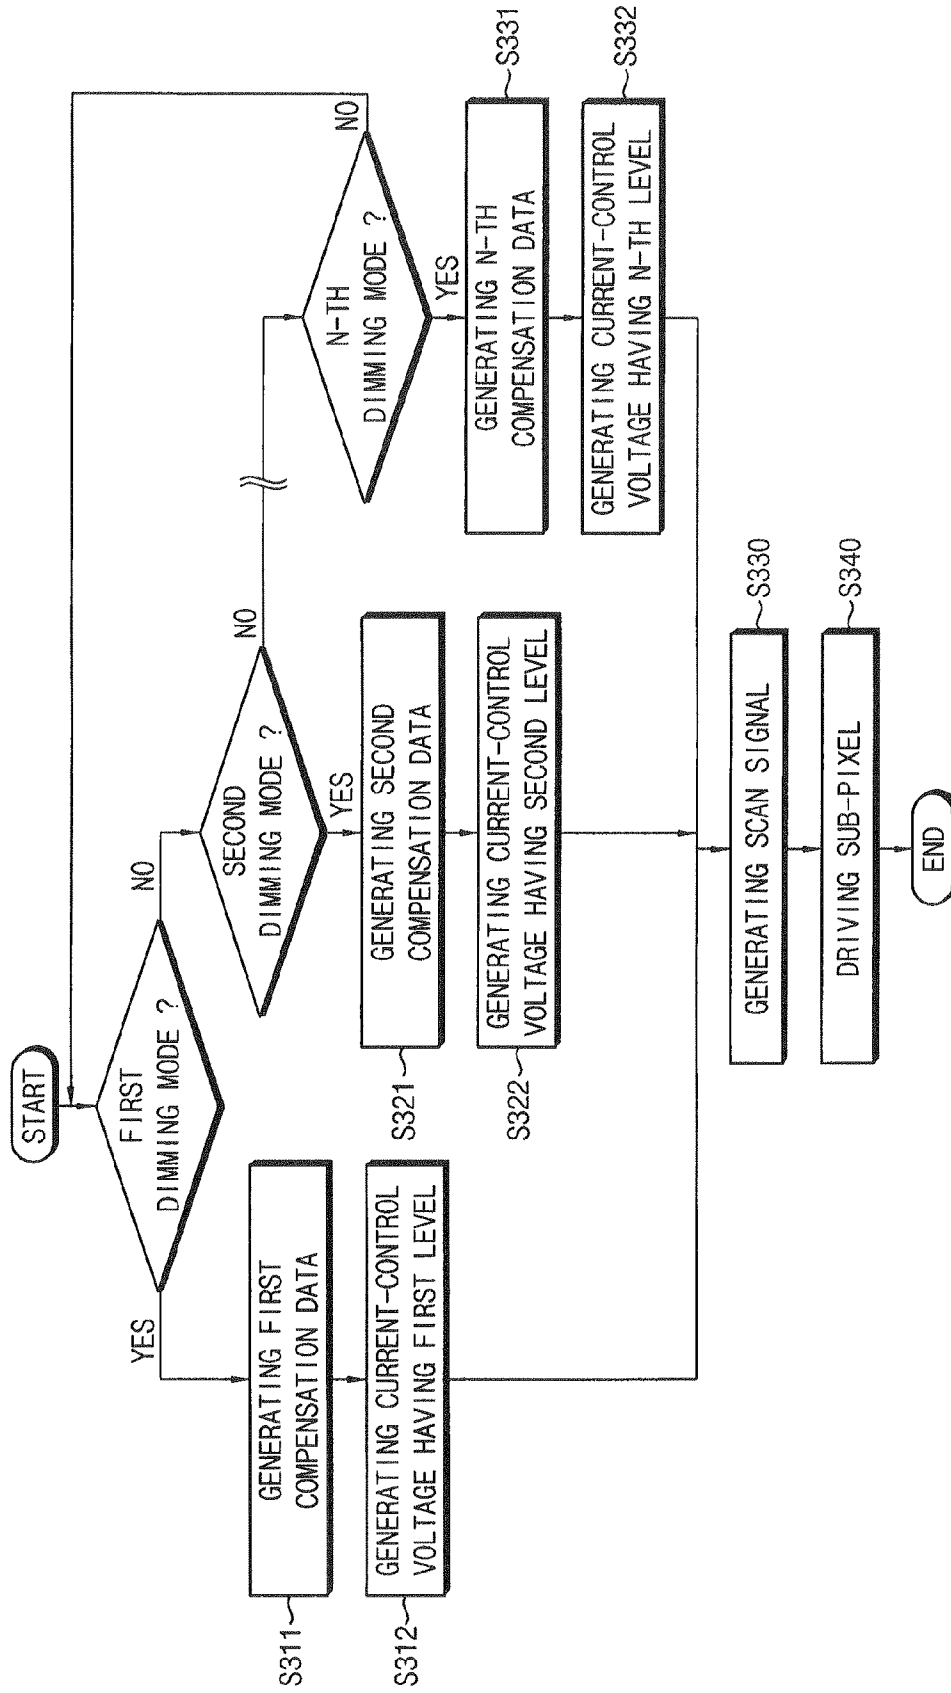 START
FIRST
DIMMING MODE ?
YES
NO
GENERATING FIRST
COMPENSATION DATA
S311
GENERATING CURRENT-CONTROL
VOLTAGE HAVING FIRST LEVEL
S312
SECOND
DIMMING MODE ?
NO
YES
GENERATING SECOND
COMPENSATION DATA
S321
GENERATING CURRENT-CONTROL
VOLTAGE HAVING SECOND LEVEL
S322
N-TH
DIMMING MODE ?
NO
YES
GENERATING N-TH
COMPENSATION DATA
S331
GENERATING CURRENT-CONTROL
VOLTAGE HAVING N-TH LEVEL
S332
GENERATING SCAN SIGNAL
S330
DRIVING SUB-PIXEL
S340
END